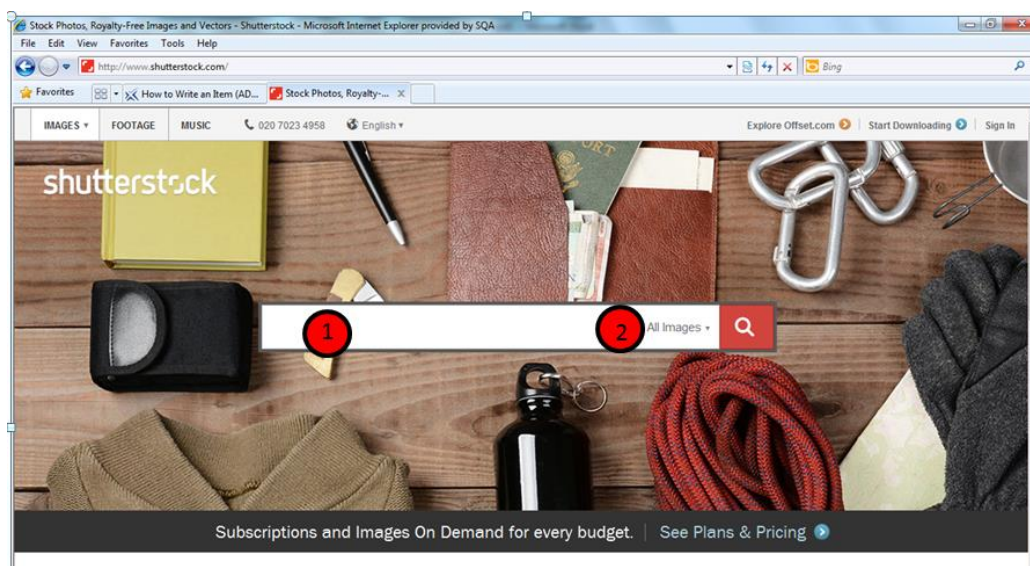 Stock Photos, Royalty-Free Images and Vectors - Shutterstock - Microsoft Internet Explorer provided by SQA
File Edit View Favorites Tools Help
http://www.shutterstock.com/ Bing
Favorites How to Write an Item (AD... Stock Photos, Royalty-... X
IMAGES FOOTAGE MUSIC 020 7023 4958 English Explore Offset.com Start Downloading Sign In
shutterstock
PORT
1 2 All Images
Subscriptions and Images On Demand for every budget. See Plans & Pricing